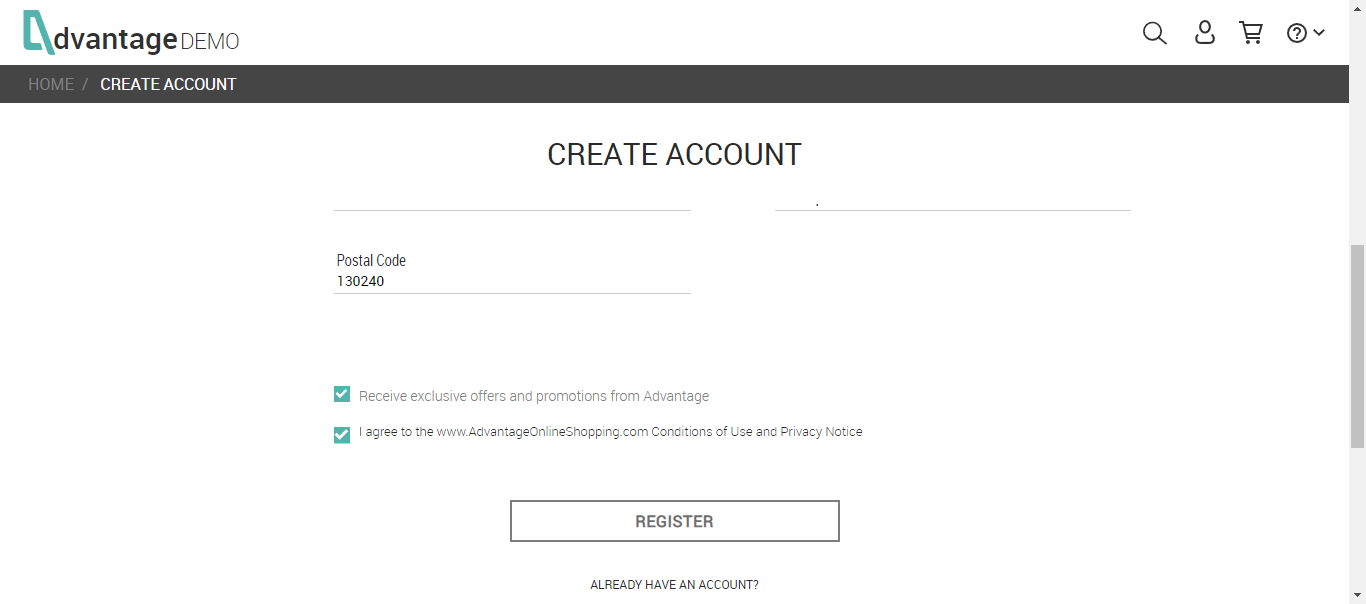 dvantage DEMO
HOME / CREATE ACCOUNT
CREATE ACCOUNT
Postal Code
130240
Receive exclusive offers and promotions from Advantage
I agree to the www.AdvantageOnlineShopping.com Conditions of Use and Privacy Notice
REGISTER
ALREADY HAVE AN ACCOUNT?